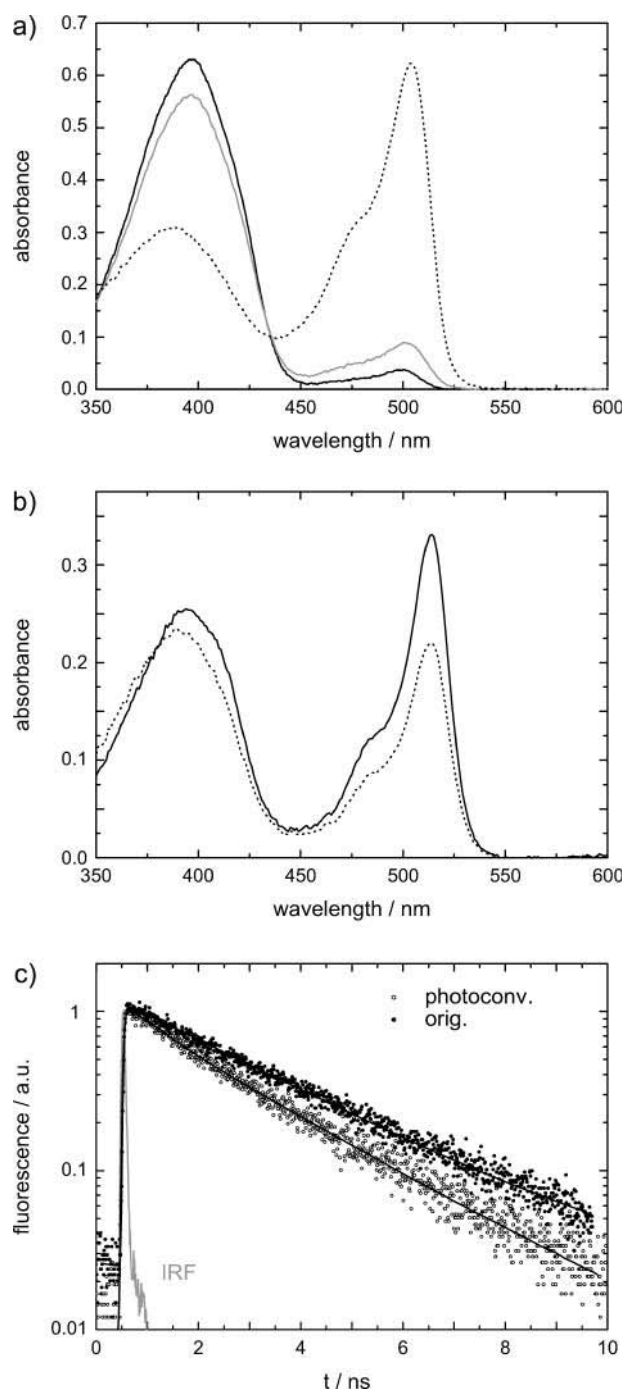 a)
0.7
0.6
0.5
0.4
0.3
0.2
0.1
0.0
absorbance
350 400 450 500 550 600
wavelength / nm
b)
0.3
0.2
0.1
0.0
absorbance
350 400 450 500 550 600
wavelength / nm
c)
photoconv.
orig.
1
0.1
0.01
fluorescence / a.u.
IRF
0 2 4 6 8 10
t / ns